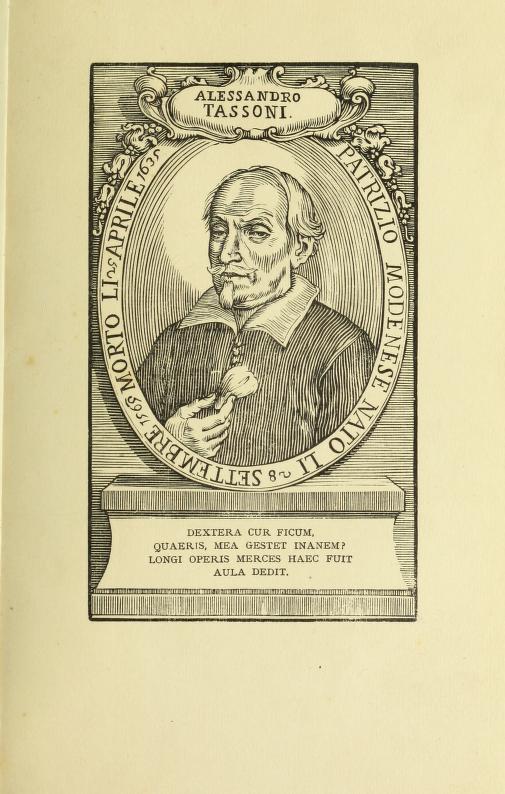 ALESSANDRO
TASSONI.
PATRIZIO MODENESE NATO LI 28 SETTEMBRE 1565 MORTO LI 25 APRILE 1635
DEXTERA CUR FICUM,
QUAERIS, MEA GESTET INANEM?
LONGI OPERIS MERCES HAEC FUIT
AULA DEDIT.